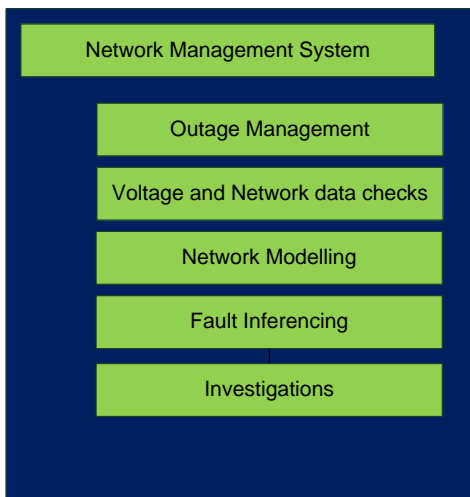 Network Management System
Outage Management
Voltage and Network data checks
Network Modelling
Fault Inferencing
Investigations